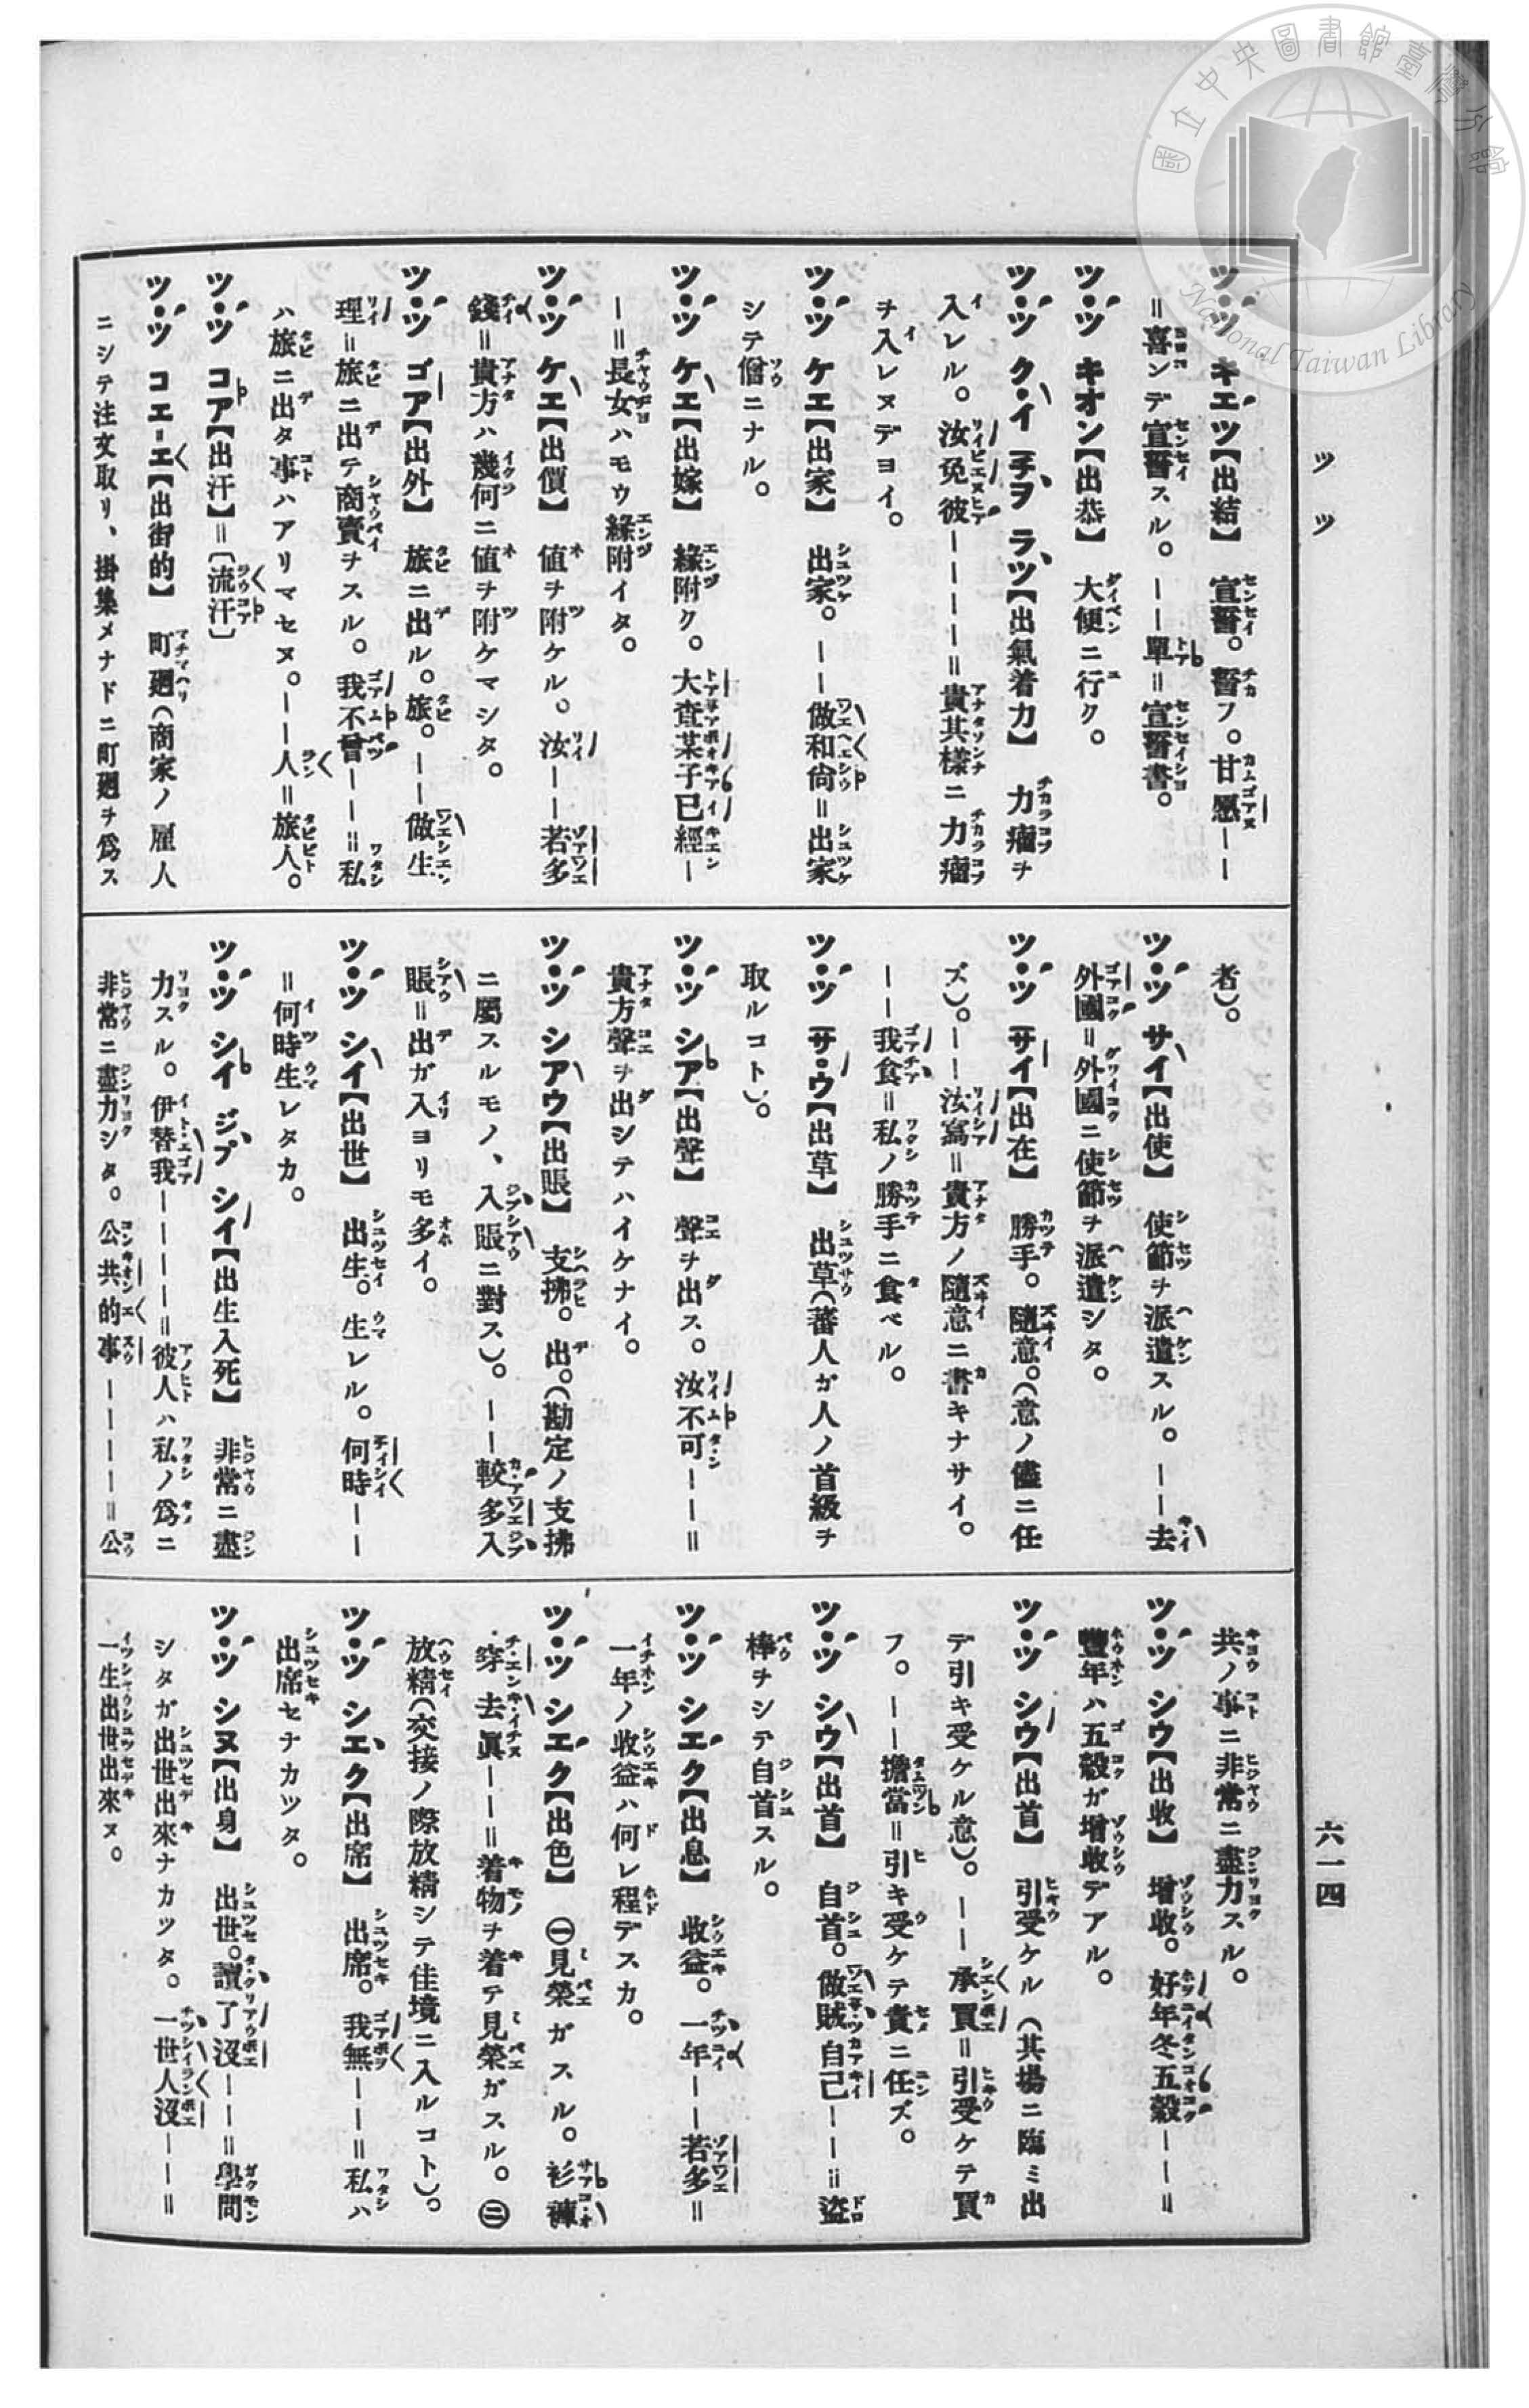 ツツ
六一四
ツ・ツ キエツ【出結】 宣誓。誓フ。甘愿——
＝喜ンデ宣誓スル。——單＝宣誓書。
ツ・ツ キオン【出恭】 大便ニ行ク。
ツ・ツ ク・イ チヲ ラツ【出氣着力】 力瘤ヲ
入レル。汝免彼————＝貴其樣ニ力瘤
ヲ入レヌデヨイ。
ツ・ツ ケエ【出家】 出家。——做和尙＝出家
シテ僧ニナル。
ツ・ツ ケエ【出嫁】 緣附ク。大查某子已經—
—＝長女ハモウ緣附イタ。
ツ・ツ ケエ【出價】 値ヲ附ケル。汝——若多
錢＝貴方ハ幾何ニ値ヲ附ケマシタ。
ツ・ツ ゴア【出外】 旅ニ出ル。旅。——做生
理＝旅ニ出テ商賣ヲスル。我不曾——＝私
ハ旅ニ出タ事ハアリマセヌ。——人＝旅人。
ツ・ツ コア【出汗】＝〔流汗〕
ツ・ツ コエ-エ【出街的】 町廻（商家ノ雇人
ニシテ注文取リ、掛集メナドニ町廻ヲ爲ス
者）。
ツ・ツ サイ【出使】 使節ヲ派遣スル。——去
外國＝外國ニ使節ヲ派遣シタ。
ツ・ツ サイ【出在】 勝手。隨意。（意ノ儘ニ任
ズ）。——汝寫＝貴方ノ隨意ニ書キナサイ。
——我食＝私ノ勝手ニ食ベル。
ツ・ツ サ・ウ【出草】 出草（蕃人ガ人ノ首級ヲ
取ルコト）。
ツ・ツ シア【出聲】 聲ヲ出ス。汝不可——＝
貴方聲ヲ出シテハイケナイ。
ツ・ツ シアウ【出賬】 支拂。出。（勘定ノ支拂
ニ屬スルモノ、入賬ニ對ス）。——較多入
賬＝出ガ入ヨリモ多イ。
ツ・ツ シイ【出世】 出生。生レル。何時——
＝何時生レタカ。
ツ・ツ シイ ジプ シイ【出生入死】 非常ニ盡
力スル。伊替我————＝彼人ハ私ノ爲ニ
非常ニ盡力シタ。公共的事————＝公
共ノ事ニ非常ニ盡力スル。
ツ・ツ シウ【出收】 增收。好年冬五穀——＝
豐年ハ五穀ガ增收デアル。
ツ・ツ シウ【出首】 引受ケル（其場ニ臨ミ出
デ引キ受ケル意）。——承買＝引受ケテ買
フ。——擔當＝引キ受ケテ責ニ任ズ。
ツ・ツ シウ【出首】 自首。做賊自己——＝盜
棒ヲシテ自首スル。
ツ・ツ シエク【出息】 收益。一年——若多＝
一年ノ收益ハ何レ程デスカ。
ツ・ツ シエク【出色】 ㊀見榮ガスル。衫褲
穿去眞——＝着物ヲ着テ見榮ガスル。㊁
放精（交接ノ際放精シテ佳境ニ入ルコト）。
ツ・ツ シエク【出席】 出席。我無——＝私ハ
出席セナカツタ。
ツ・ツ シヌ【出身】 出世。讀了沒——＝學問
シタガ出世出來ナカツタ。一世人沒——＝
一生出世出來ヌ。
國立中央圖書館臺灣分館
National Taiwan Library